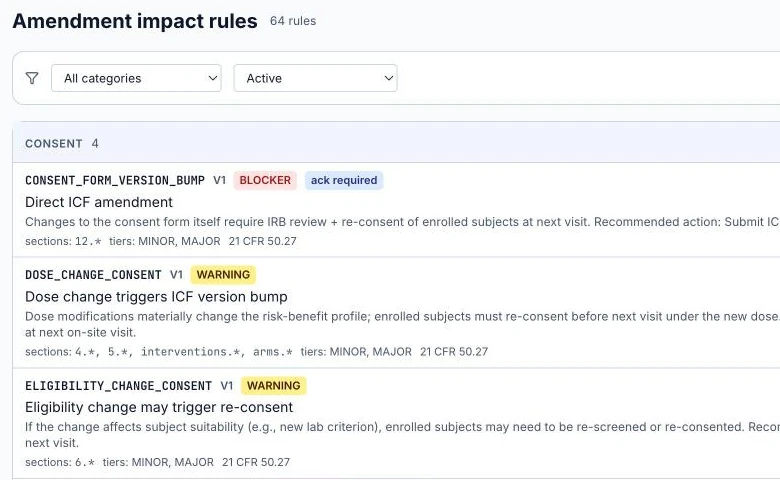 Amendment impact rules 64 rules
All categories Active
CONSENT 4
CONSENT_FORM_VERSION_BUMP V1 BLOCKER ack required
Direct ICF amendment
Changes to the consent form itself require IRB review + re-consent of enrolled subjects at next visit. Recommended action: Submit IC
sections: 12.* tiers: MINOR, MAJOR 21 CFR 50.27
DOSE_CHANGE_CONSENT V1 WARNING
Dose change triggers ICF version bump
Dose modifications materially change the risk-benefit profile; enrolled subjects must re-consent before next visit under the new dose.
at next on-site visit.
sections: 4.*, 5.*, interventions.*, arms.* tiers: MINOR, MAJOR 21 CFR 50.27
ELIGIBILITY_CHANGE_CONSENT V1 WARNING
Eligibility change may trigger re-consent
If the change affects subject suitability (e.g., new lab criterion), enrolled subjects may need to be re-screened or re-consented. Recor
next visit.
sections: 6.* tiers: MINOR, MAJOR 21 CFR 50.27